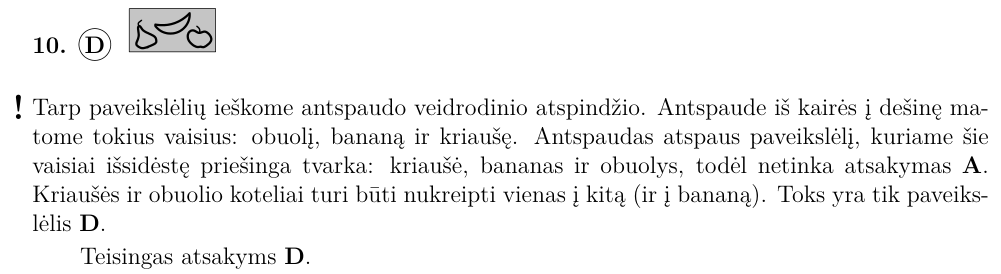 10. D
! Tarp paveikslėlių ieškome antspaudo veidrodinio atspindžio. Antspaude iš kairės į dešinę ma-
tome tokius vaisius: obuolį, bananą ir kriaušę. Antspaudas atspaus paveikslėlį, kuriame šie
vaisiai išsidėstę priešinga tvarka: kriaušė, bananas ir obuolys, todėl netinka atsakymas A.
Kriaušės ir obuolio koteliai turi būti nukreipti vienas į kitą (ir į bananą). Toks yra tik paveiks-
lėlis D.
Teisingas atsakyms D.